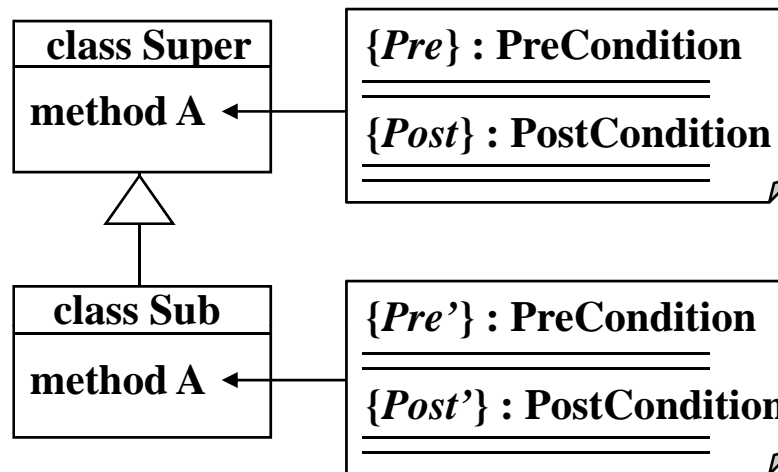 class Super
method A
{Pre} : PreCondition
{Post} : PostCondition
class Sub
method A
{Pre’} : PreCondition
{Post’} : PostCondition